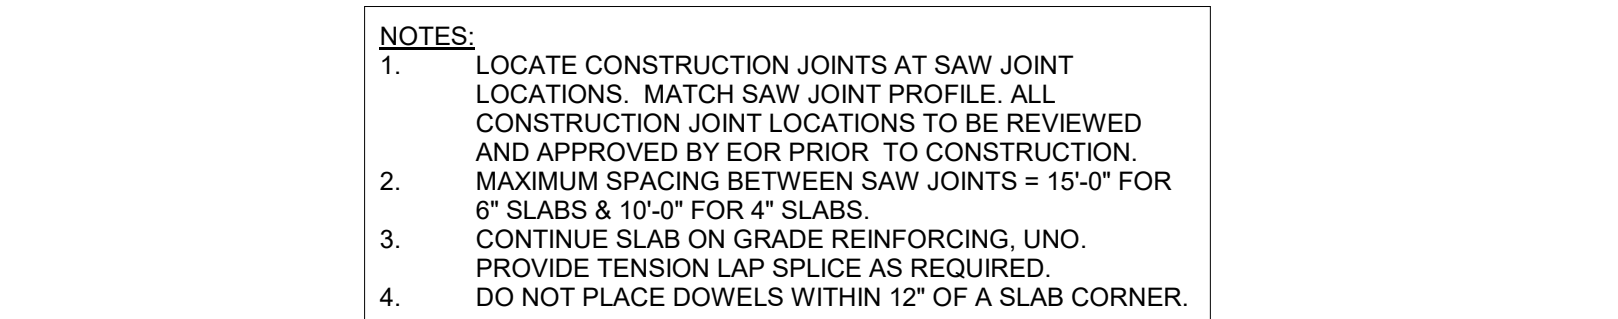 NOTES:
1. LOCATE CONSTRUCTION JOINTS AT SAW JOINT
LOCATIONS.  MATCH SAW JOINT PROFILE. ALL
CONSTRUCTION JOINT LOCATIONS TO BE REVIEWED
AND APPROVED BY EOR PRIOR  TO CONSTRUCTION.
2. MAXIMUM SPACING BETWEEN SAW JOINTS = 15'-0" FOR
6" SLABS & 10'-0" FOR 4" SLABS.
3. CONTINUE SLAB ON GRADE REINFORCING, UNO.
PROVIDE TENSION LAP SPLICE AS REQUIRED.
4. DO NOT PLACE DOWELS WITHIN 12" OF A SLAB CORNER.